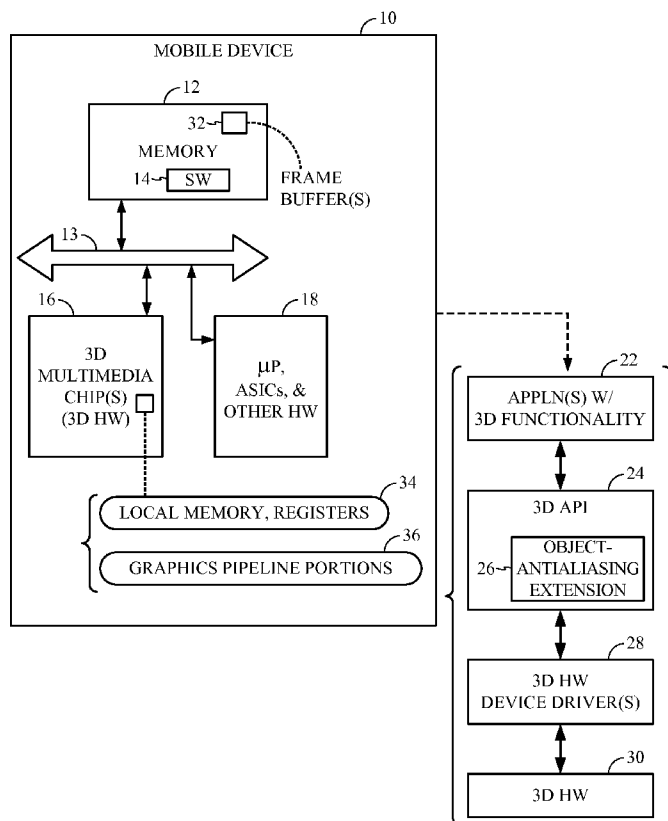 10
MOBILE DEVICE
12
32
MEMORY
14
SW
FRAME
BUFFER(S)
13
16
3D
MULTIMEDIA
CHIP(S)
(3D HW)
18
µP,
ASICs, &
OTHER HW
34
LOCAL MEMORY, REGISTERS
36
GRAPHICS PIPELINE PORTIONS
22
APPLN(S) W/
3D FUNCTIONALITY
24
3D API
26
OBJECT-
ANTIALIASING
EXTENSION
28
3D HW
DEVICE DRIVER(S)
30
3D HW